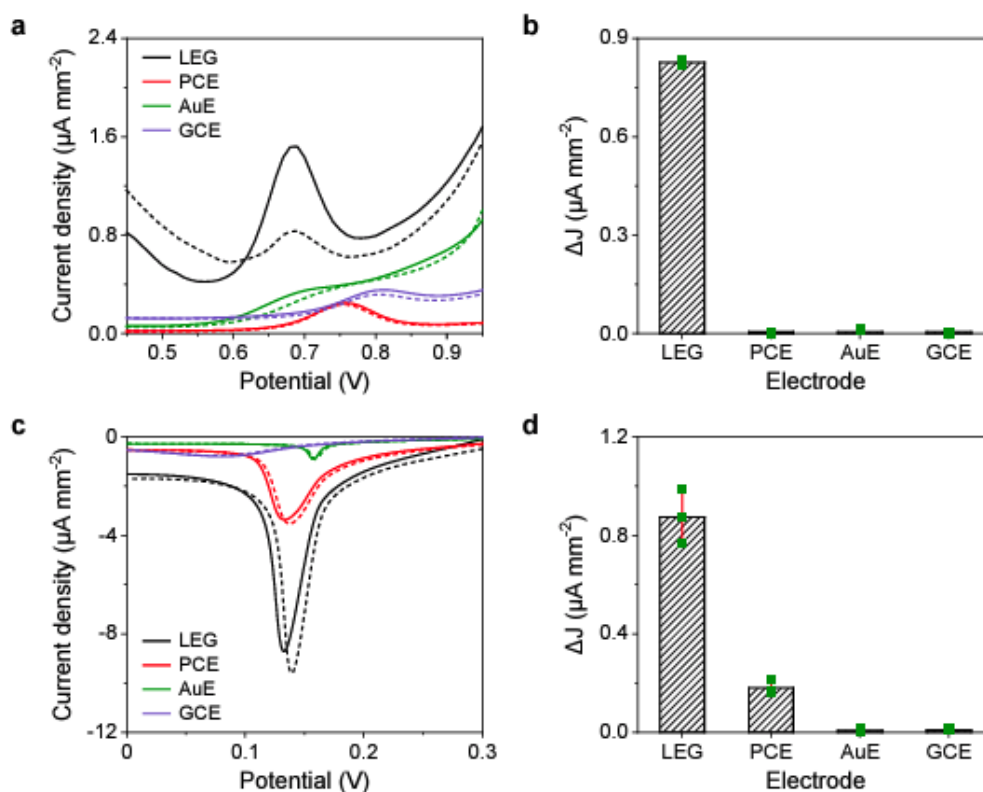 a
2.4
1.6
0.8
0.0
Current density (µA mm⁻²)
LEG
PCE
AuE
GCE
0.5 0.6 0.7 0.8 0.9
Potential (V)
b
0.9
0.6
0.3
0.0
ΔJ (µA mm⁻²)
LEG PCE AuE GCE
Electrode
c
0
-4
-8
-12
Current density (µA mm⁻²)
LEG
PCE
AuE
GCE
0 0.1 0.2 0.3
Potential (V)
d
1.2
0.8
0.4
0.0
ΔJ (µA mm⁻²)
LEG PCE AuE GCE
Electrode